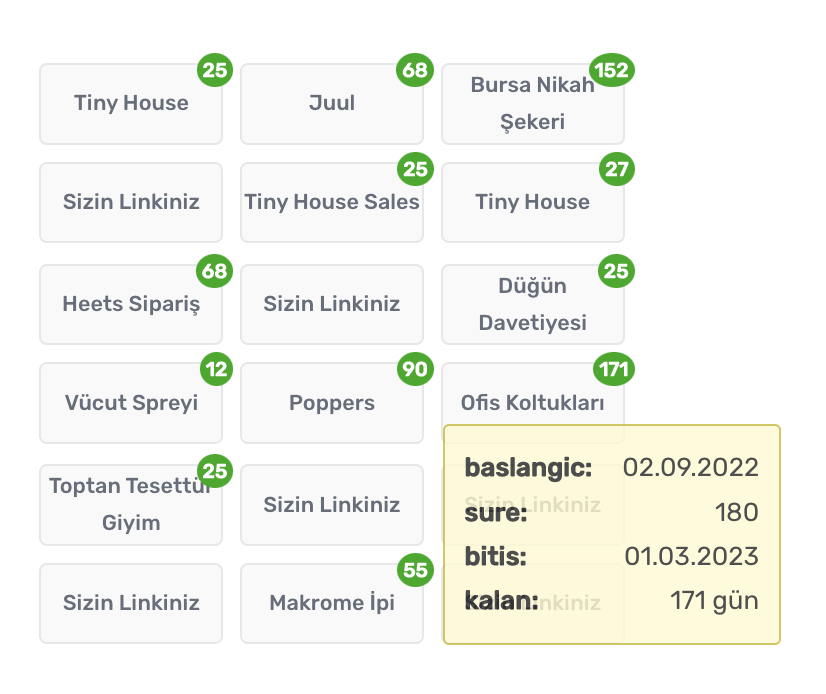 25
68
152
Tiny House
Juul
Bursa Nikah
Şekeri
25
27
Sizin Linkiniz
Tiny House Sales
Tiny House
68
25
Heets Sipariş
Sizin Linkiniz
Düğün
Davetiyesi
12
90
171
Vücut Spreyi
Poppers
Ofis Koltukları
25
Toptan Tesettür
Giyim
Sizin Linkiniz
Sizin Linkiniz
55
Sizin Linkiniz
Makrome İpi
baslangic: 02.09.2022
sure: 180
bitis: 01.03.2023
kalan: 171 gün